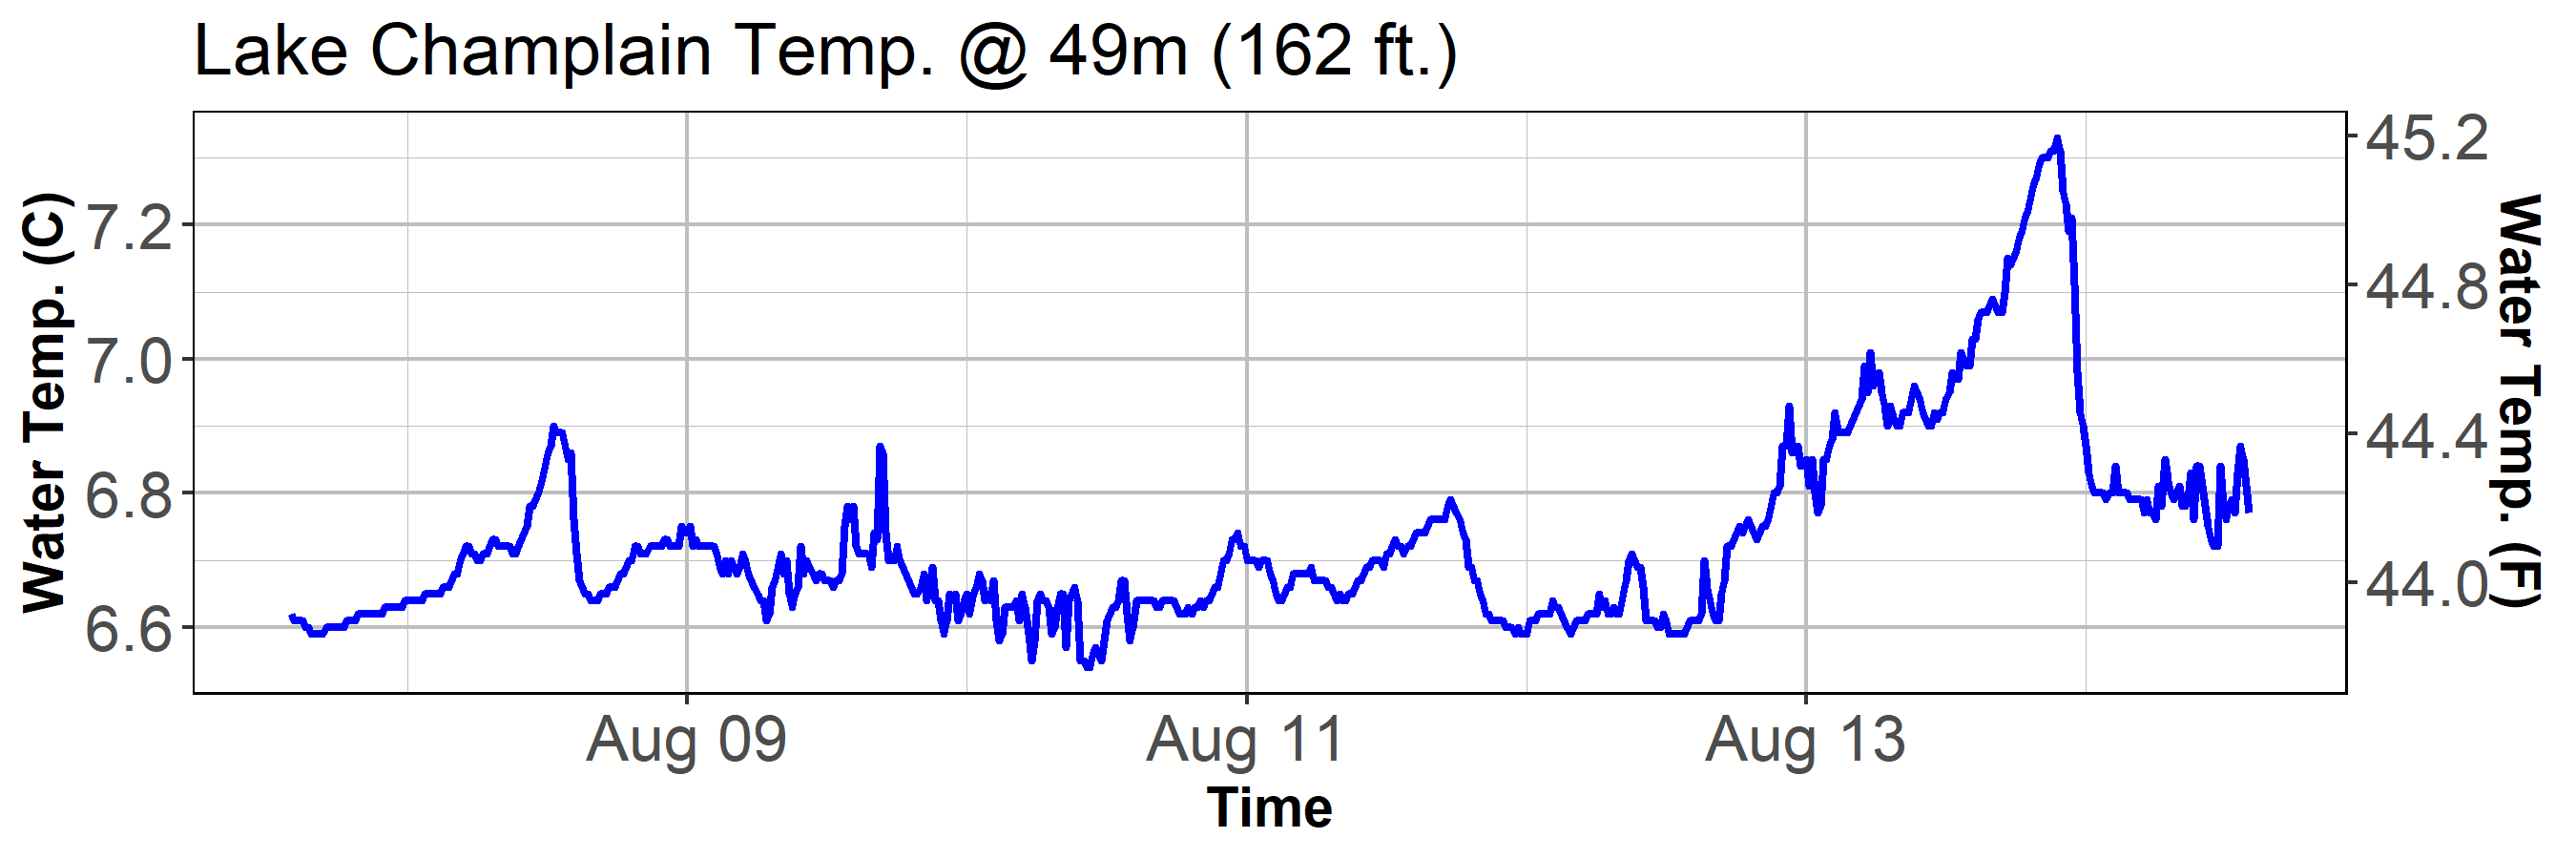 Lake Champlain Temp. @ 49m (162 ft.)
Water Temp. (C)
7.2
7.0
6.8
6.6
45.2
44.8
44.4
44.0
Water Temp. (F)
Aug 09
Aug 11
Aug 13
Time